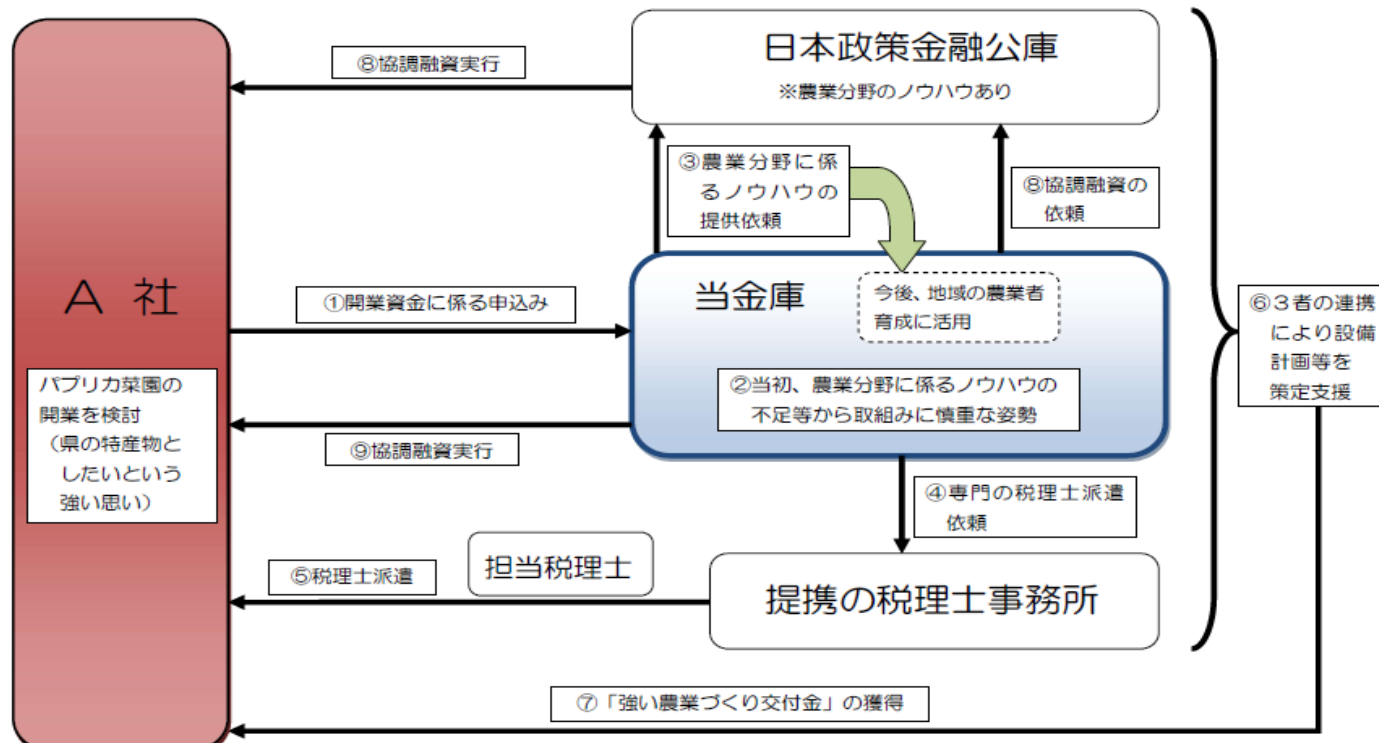 日本政策金融公庫
※農業分野のノウハウあり
⑧協調融資実行
③農業分野に係
るノウハウの
提供依頼
⑧協調融資の
依頼
A 社
パプリカ菜園の
開業を検討
（県の特産物と
したいという
強い思い）
①開業資金に係る申込み
当金庫
今後、地域の農業者
育成に活用
②当初、農業分野に係るノウハウの
不足等から取組みに慎重な姿勢
⑥３者の連携
により設備
計画等を
策定支援
⑨協調融資実行
④専門の税理士派遣
依頼
担当税理士
⑤税理士派遣
提携の税理士事務所
⑦「強い農業づくり交付金」の獲得